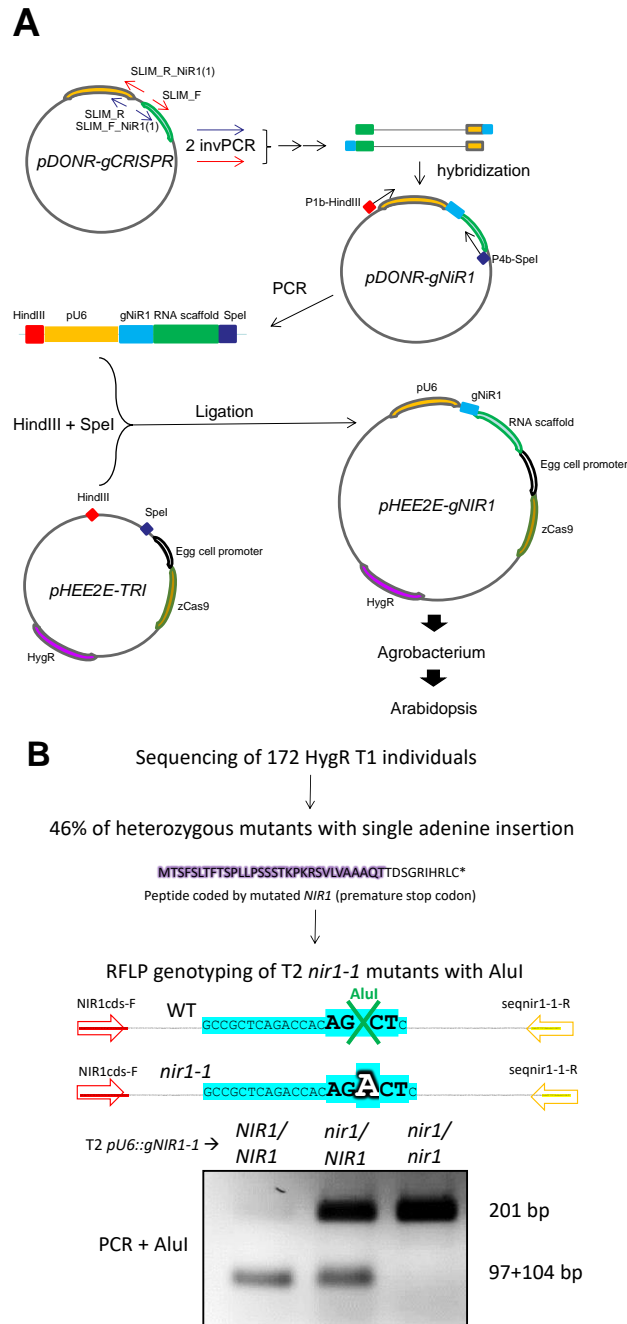 A
SLIM_R_NiR1(1)
SLIM_F
SLIM_R
SLIM_F_NiR1(1)
pDONR-gCRISPR
2 invPCR
hybridization
P1b-HindIII
P4b-SpeI
pDONR-gNiR1
PCR
HindIII pU6 gNiR1 RNA scaffold SpeI
HindIII + SpeI
Ligation
pU6
gNiR1
RNA scaffold
Egg cell promoter
pHEE2E-gNIR1
zCas9
HygR
HindIII
SpeI
Egg cell promoter
pHEE2E-TRI
zCas9
HygR
Agrobacterium
Arabidopsis
B
Sequencing of 172 HygR T1 individuals
46% of heterozygous mutants with single adenine insertion
MTSFSLTFTSPLLPSSSTKPKRSVLVAAAQTTDSGRIHRLC*
Peptide coded by mutated NIR1 (premature stop codon)
RFLP genotyping of T2 nir1-1 mutants with AluI
AluI
NIR1cds-F WT seqnir1-1-R
GCCGCTCAGACCACAGCTC
NIR1cds-F nir1-1 seqnir1-1-R
GCCGCTCAGACCACAGACTC
T2 pU6::gNIR1-1 → NIR1/ nir1/ nir1/
NIR1 NIR1 nir1
201 bp
PCR + AluI
97+104 bp